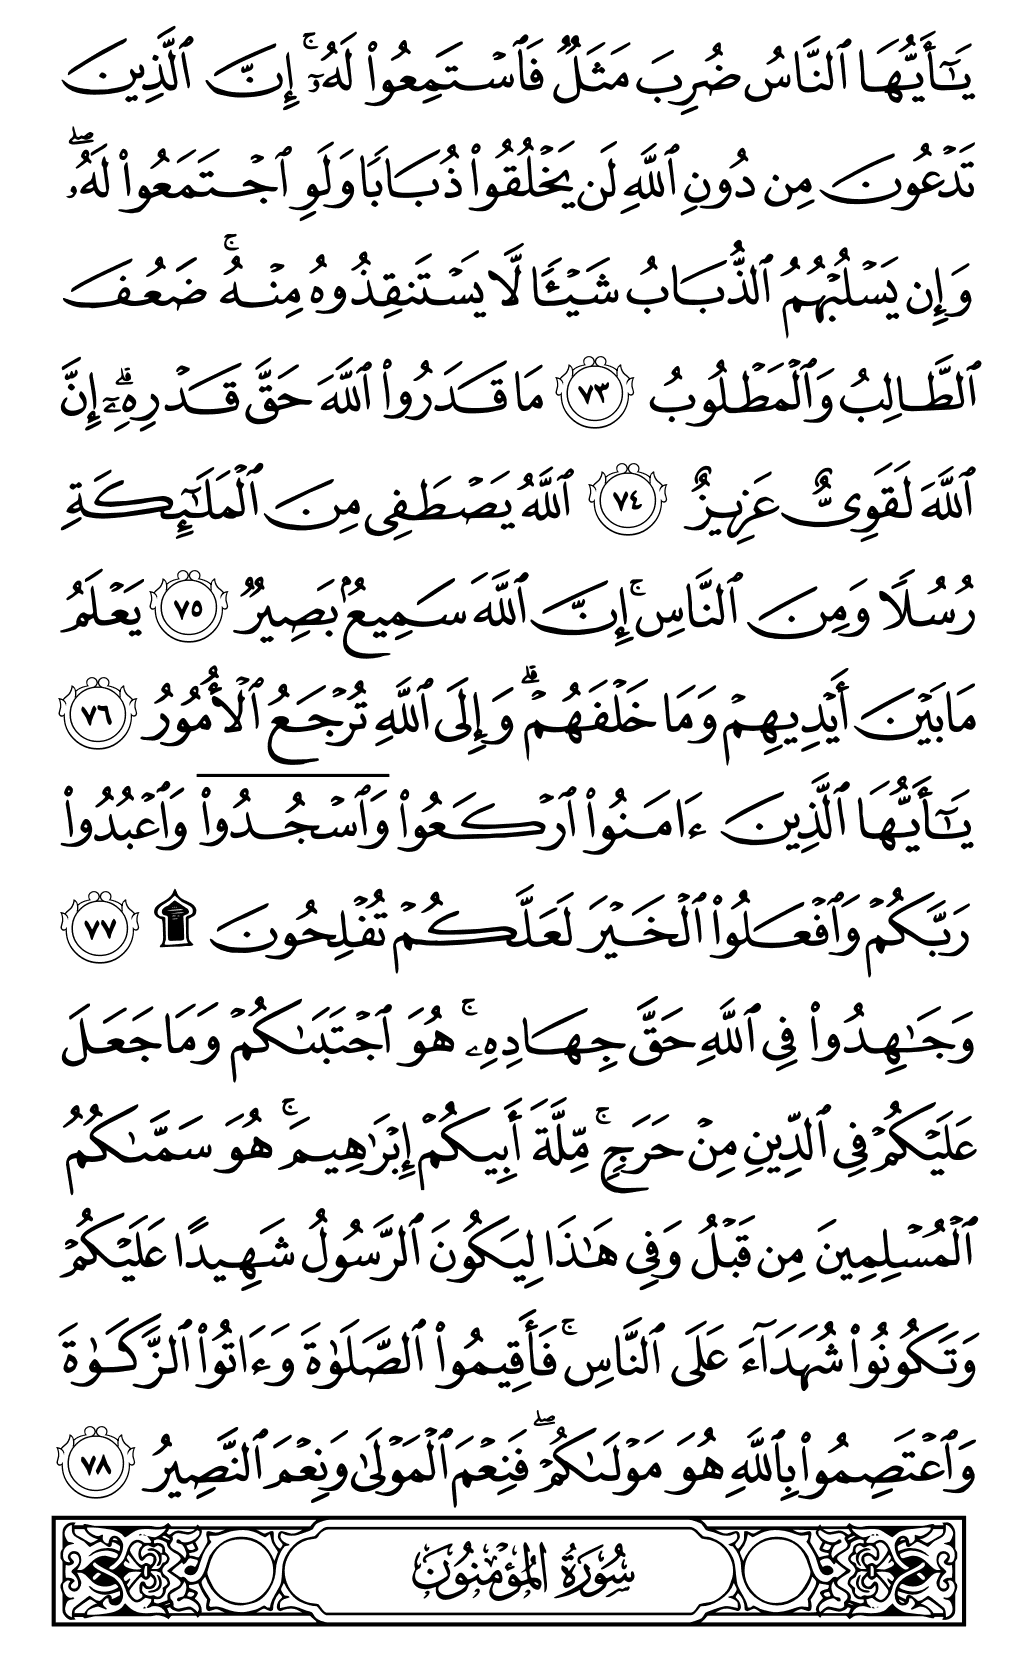 يَـٰٓأَيُّهَا ٱلنَّاسُ ضُرِبَ مَثَلٌ فَٱسْتَمِعُوا۟ لَهُۥٓ ۚ إِنَّ ٱلَّذِينَ
تَدْعُونَ مِن دُونِ ٱللَّهِ لَن يَخْلُقُوا۟ ذُبَابًا وَلَوِ ٱجْتَمَعُوا۟ لَهُۥ ۖ
وَإِن يَسْلُبْهُمُ ٱلذُّبَابُ شَيْـًٔا لَّا يَسْتَنقِذُوهُ مِنْهُ ۚ ضَعُفَ
ٱلطَّالِبُ وَٱلْمَطْلُوبُ ٧٣ مَا قَدَرُوا۟ ٱللَّهَ حَقَّ قَدْرِهِۦٓ ۗ إِنَّ
ٱللَّهَ لَقَوِىٌّ عَزِيزٌ ٧٤ ٱللَّهُ يَصْطَفِى مِنَ ٱلْمَلَـٰٓئِكَةِ
رُسُلًا وَمِنَ ٱلنَّاسِ ۚ إِنَّ ٱللَّهَ سَمِيعٌۢ بَصِيرٌ ٧٥ يَعْلَمُ
مَا بَيْنَ أَيْدِيهِمْ وَمَا خَلْفَهُمْ ۗ وَإِلَى ٱللَّهِ تُرْجَعُ ٱلْأُمُورُ ٧٦
يَـٰٓأَيُّهَا ٱلَّذِينَ ءَامَنُوا۟ ٱرْكَعُوا۟ وَٱسْجُدُوا۟ وَٱعْبُدُوا۟
رَبَّكُمْ وَٱفْعَلُوا۟ ٱلْخَيْرَ لَعَلَّكُمْ تُفْلِحُونَ ۩ ٧٧
وَجَـٰهِدُوا۟ فِى ٱللَّهِ حَقَّ جِهَادِهِۦ ۚ هُوَ ٱجْتَبَىٰكُمْ وَمَا جَعَلَ
عَلَيْكُمْ فِى ٱلدِّينِ مِنْ حَرَجٍ ۚ مِّلَّةَ أَبِيكُمْ إِبْرَٰهِيمَ ۚ هُوَ سَمَّىٰكُمُ
ٱلْمُسْلِمِينَ مِن قَبْلُ وَفِى هَـٰذَا لِيَكُونَ ٱلرَّسُولُ شَهِيدًا عَلَيْكُمْ
وَتَكُونُوا۟ شُهَدَآءَ عَلَى ٱلنَّاسِ ۚ فَأَقِيمُوا۟ ٱلصَّلَوٰةَ وَءَاتُوا۟ ٱلزَّكَوٰةَ
وَٱعْتَصِمُوا۟ بِٱللَّهِ هُوَ مَوْلَىٰكُمْ ۖ فَنِعْمَ ٱلْمَوْلَىٰ وَنِعْمَ ٱلنَّصِيرُ ٧٨
سُورَةُ المُؤْمِنُونَ